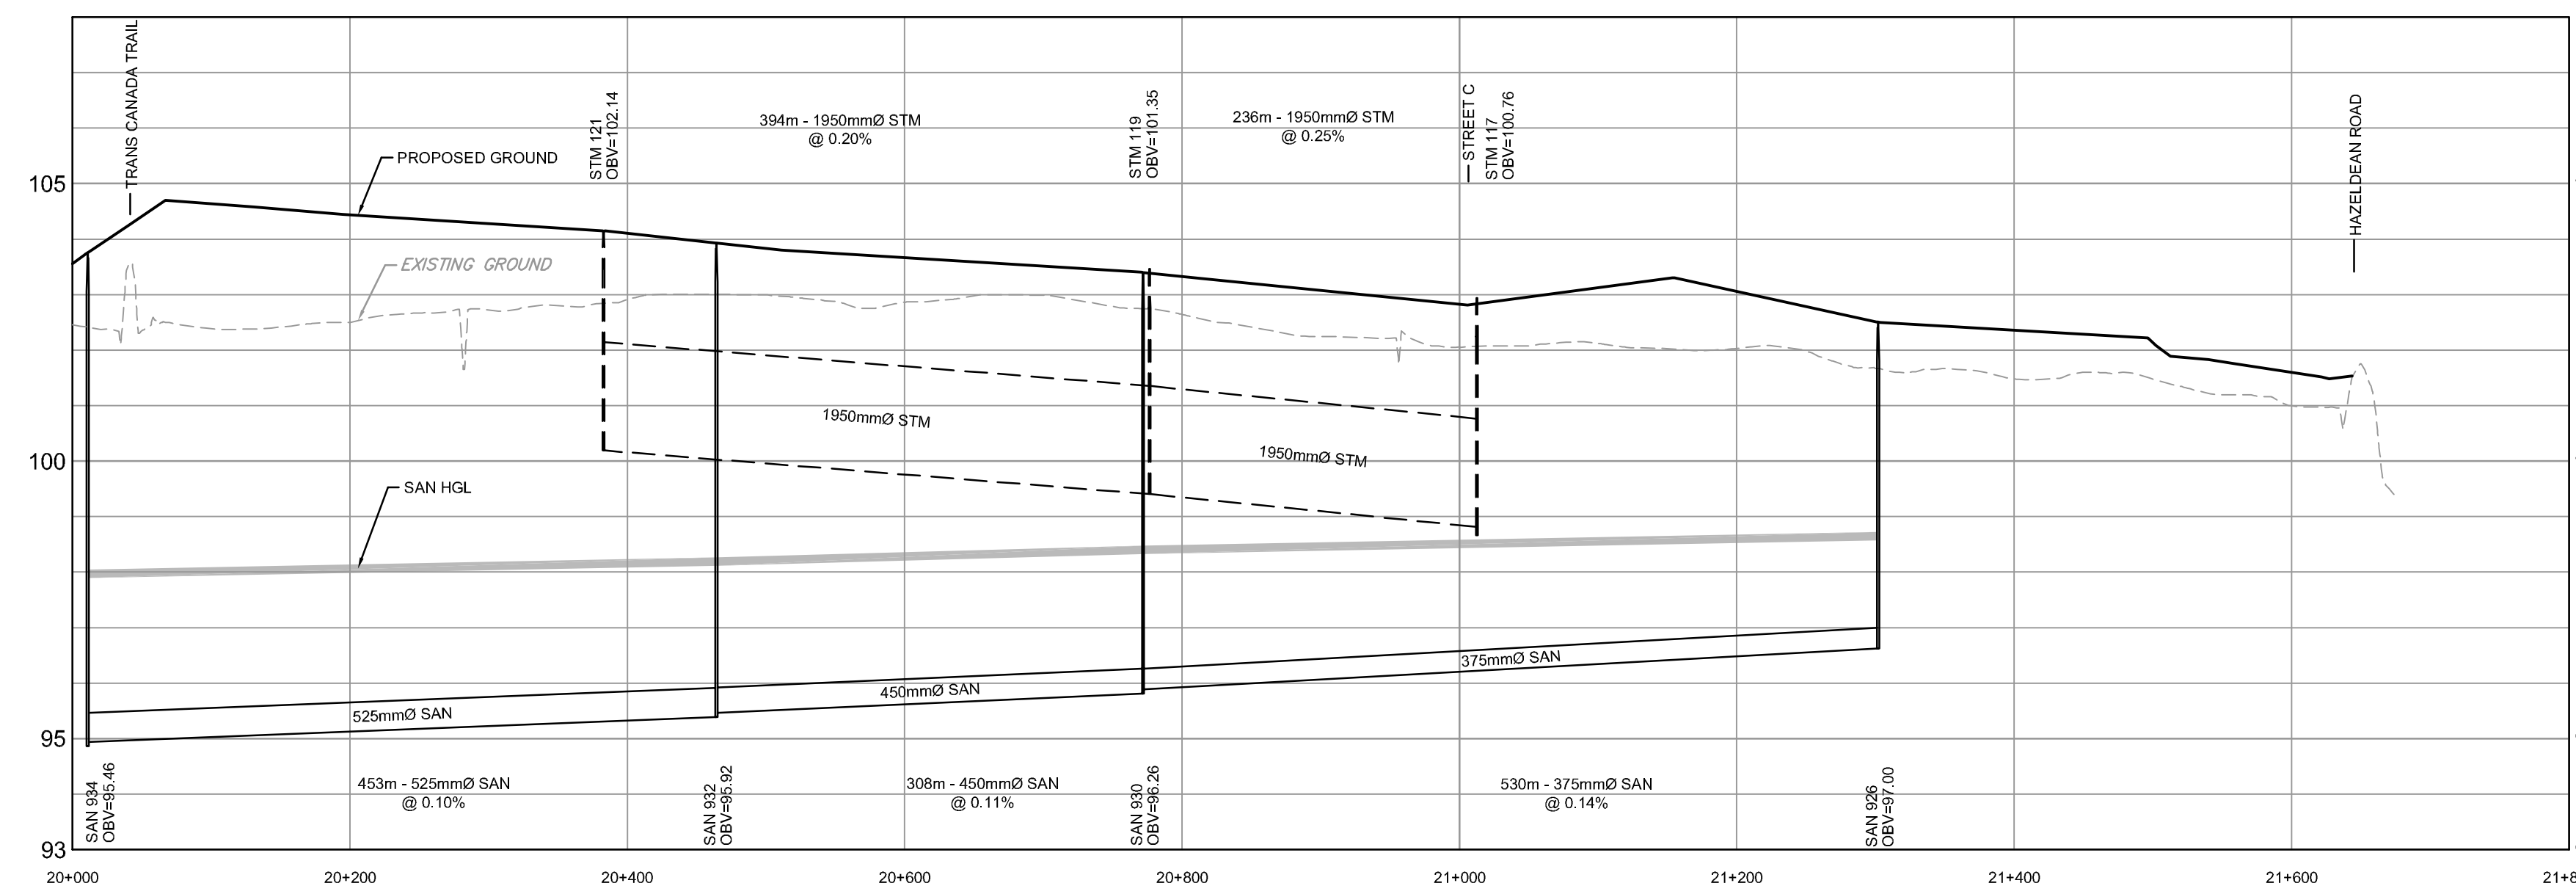 TRANS CANADA TRAIL
STM 121
OBV=102.14
394m - 1950mmØ STM
@ 0.20%
STM 119
OBV=101.35
236m - 1950mmØ STM
@ 0.25%
STREET C
STM 117
OBV=100.76
HAZELDEAN ROAD
PROPOSED GROUND
105
EXISTING GROUND
1950mmØ STM
1950mmØ STM
100
SAN HGL
375mmØ SAN
450mmØ SAN
525mmØ SAN
95
SAN 934
OBV=95.46
453m - 525mmØ SAN
@ 0.10%
SAN 932
OBV=95.92
308m - 450mmØ SAN
@ 0.11%
SAN 930
OBV=96.26
530m - 375mmØ SAN
@ 0.14%
SAN 926
OBV=97.00
93
20+000 20+200 20+400 20+600 20+800 21+000 21+200 21+400 21+600